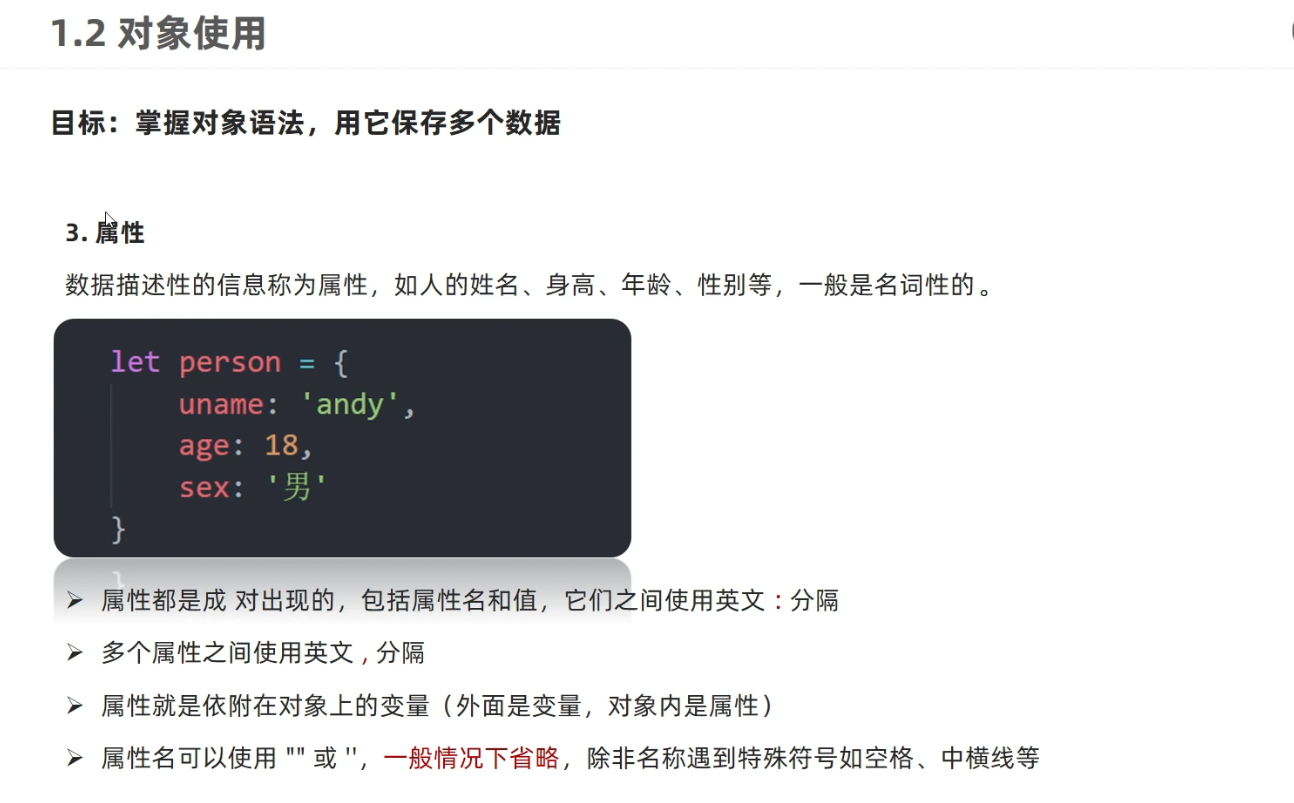 1.2 对象使用
目标：掌握对象语法，用它保存多个数据
3. 属性
数据描述性的信息称为属性，如人的姓名、身高、年龄、性别等，一般是名词性的。
let person = {
    uname: 'andy',
    age: 18,
    sex: '男'
}
➢ 属性都是成 对出现的，包括属性名和值，它们之间使用英文 : 分隔
➢ 多个属性之间使用英文 , 分隔
➢ 属性就是依附在对象上的变量（外面是变量，对象内是属性）
➢ 属性名可以使用 "" 或 ''，一般情况下省略，除非名称遇到特殊符号如空格、中横线等